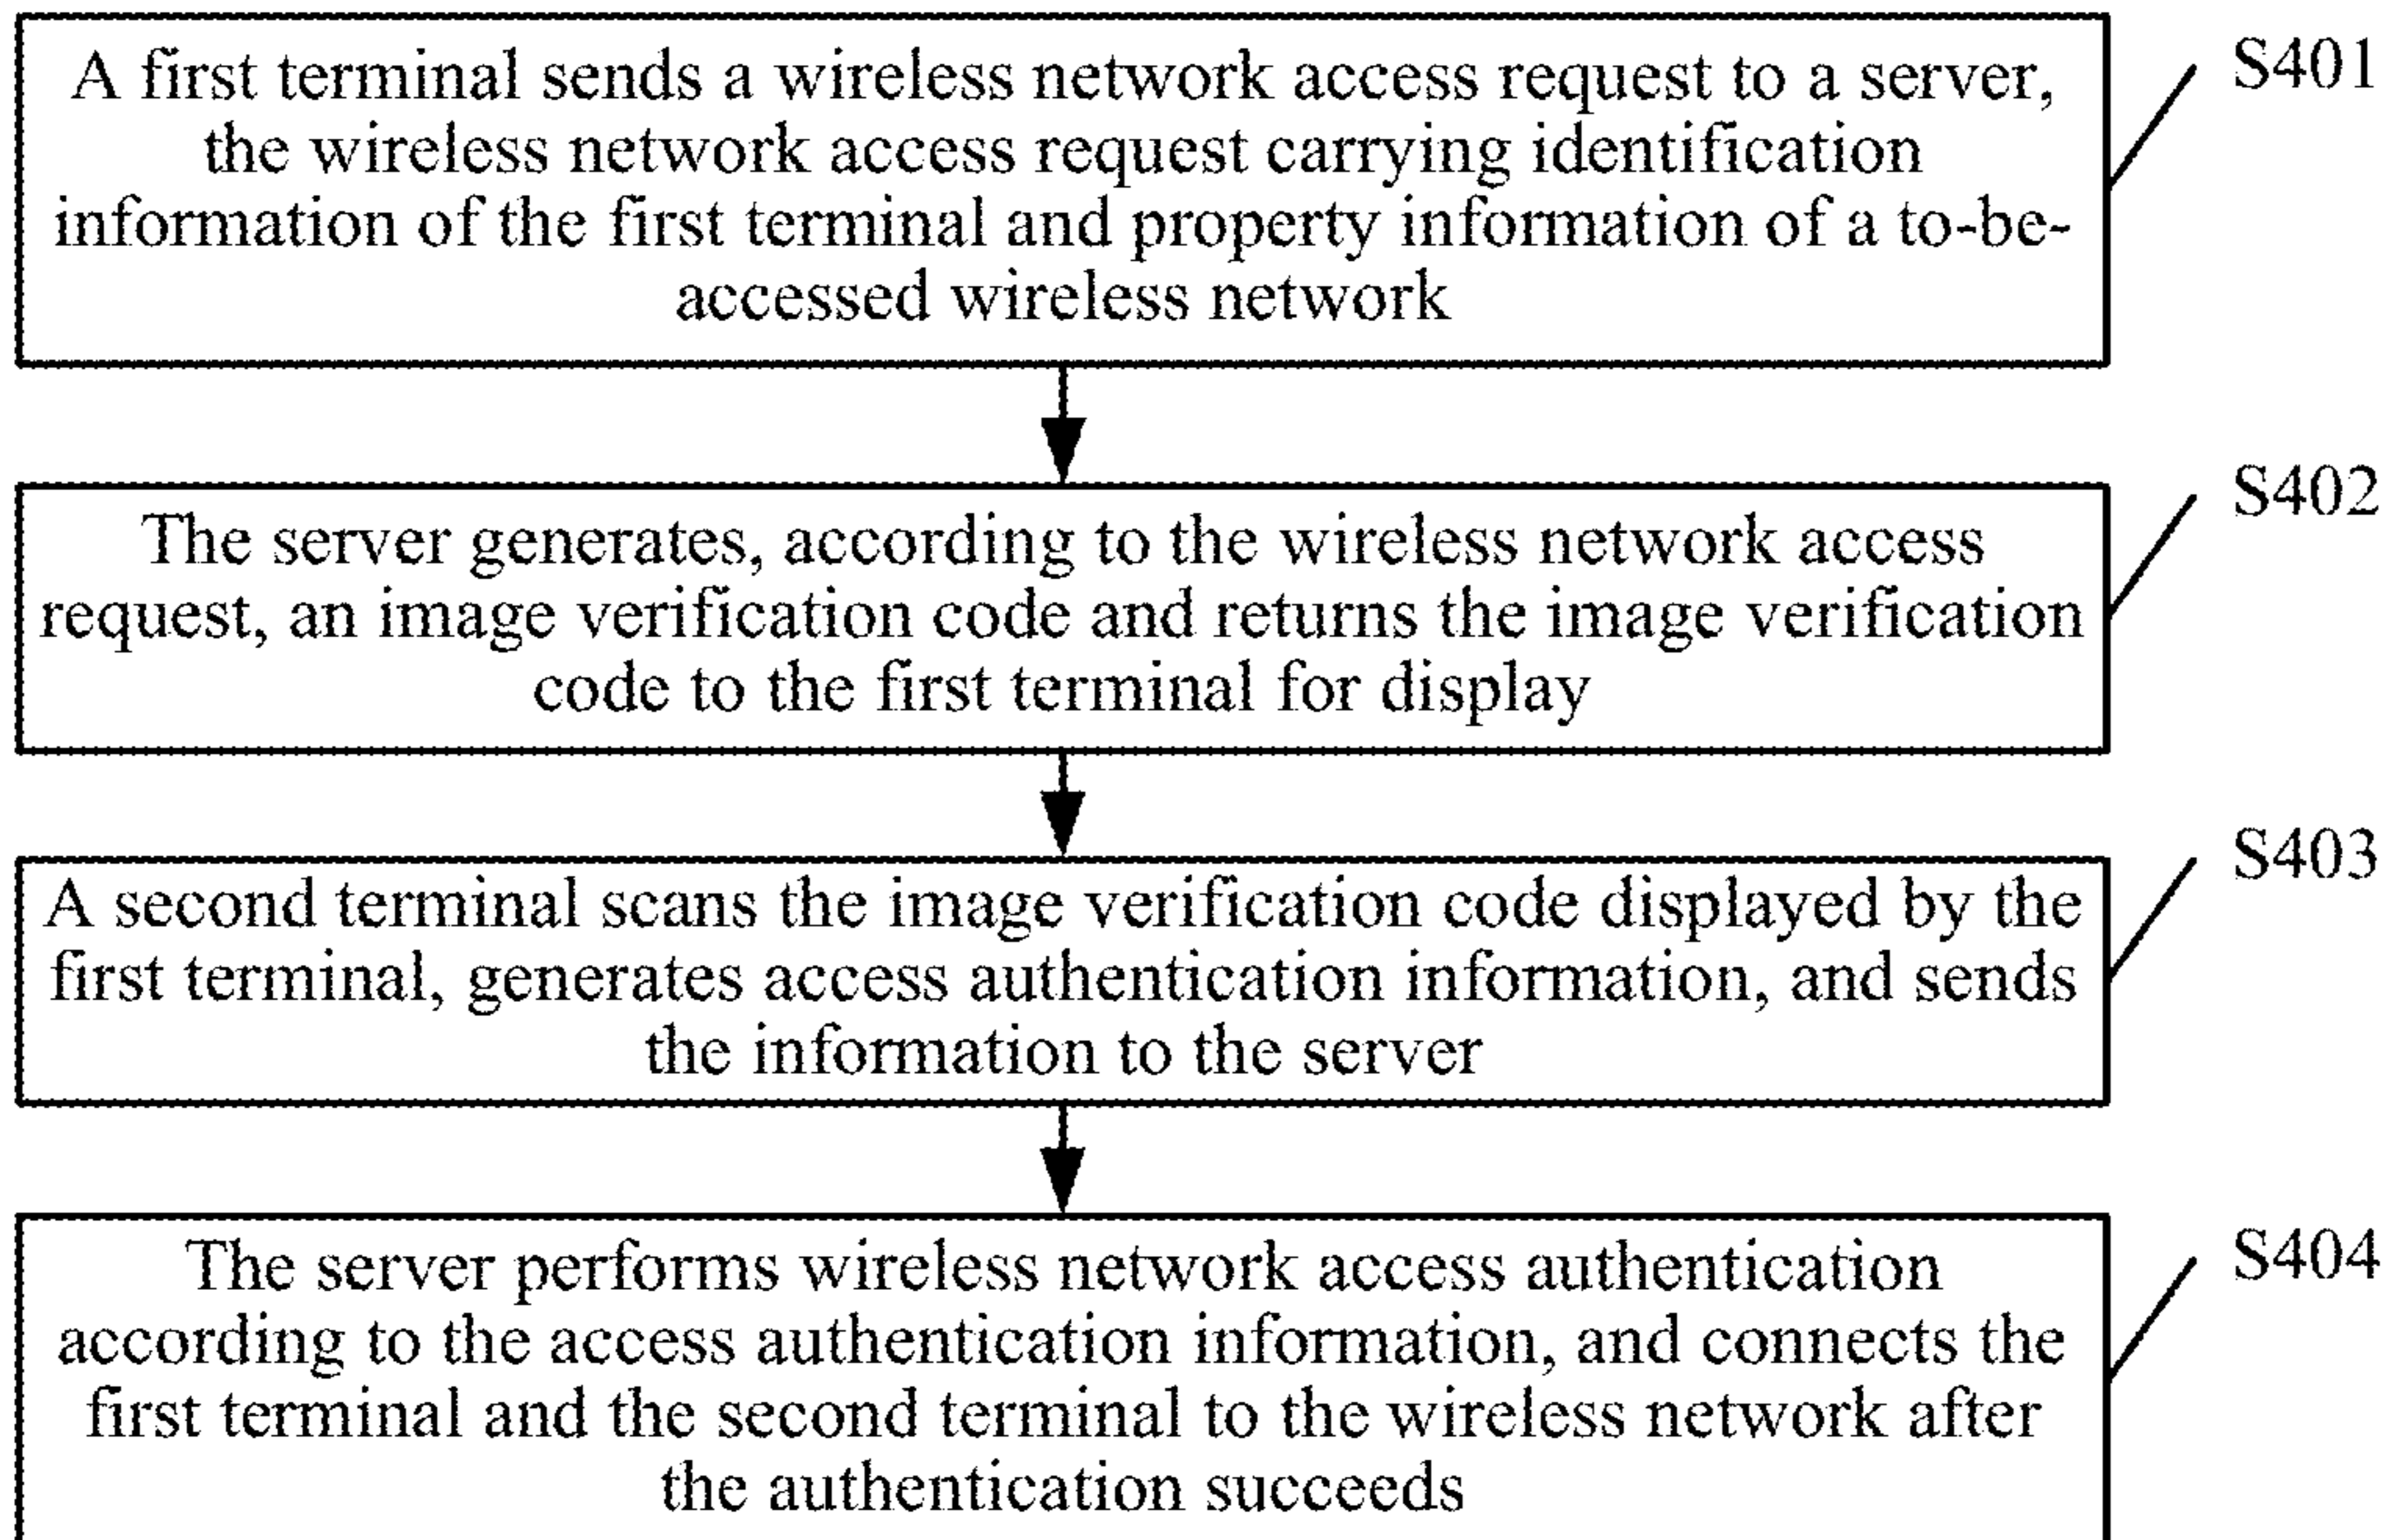 A first terminal sends a wireless network access request to a server,
the wireless network access request carrying identification
information of the first terminal and property information of a to-be-
accessed wireless network
S401
The server generates, according to the wireless network access
request, an image verification code and returns the image verification
code to the first terminal for display
S402
A second terminal scans the image verification code displayed by the
first terminal, generates access authentication information, and sends
the information to the server
S403
The server performs wireless network access authentication
according to the access authentication information, and connects the
first terminal and the second terminal to the wireless network after
the authentication succeeds
S404